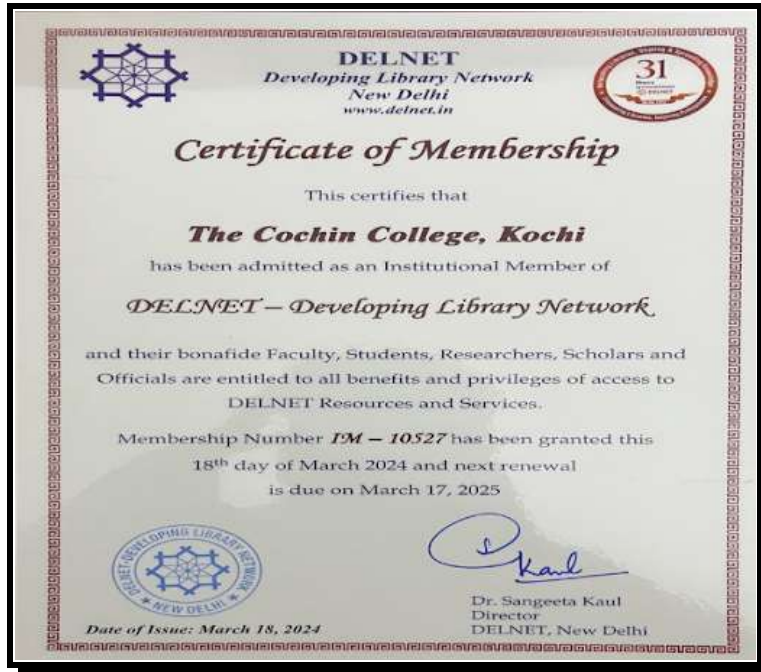 DELNET
Developing Library Network
New Delhi
www.delnet.in
31
Years
DELNET
Certificate of Membership
This certifies that
The Cochin College, Kochi
has been admitted as an Institutional Member of
DELNET – Developing Library Network
and their bonafide Faculty, Students, Researchers, Scholars and
Officials are entitled to all benefits and privileges of access to
DELNET Resources and Services.
Membership Number IM – 10527 has been granted this
18th day of March 2024 and next renewal
is due on March 17, 2025
DELNET-DEVELOPING LIBRARY NETWORK
NEW DELHI
Kaul
Dr. Sangeeta Kaul
Director
DELNET, New Delhi
Date of Issue: March 18, 2024